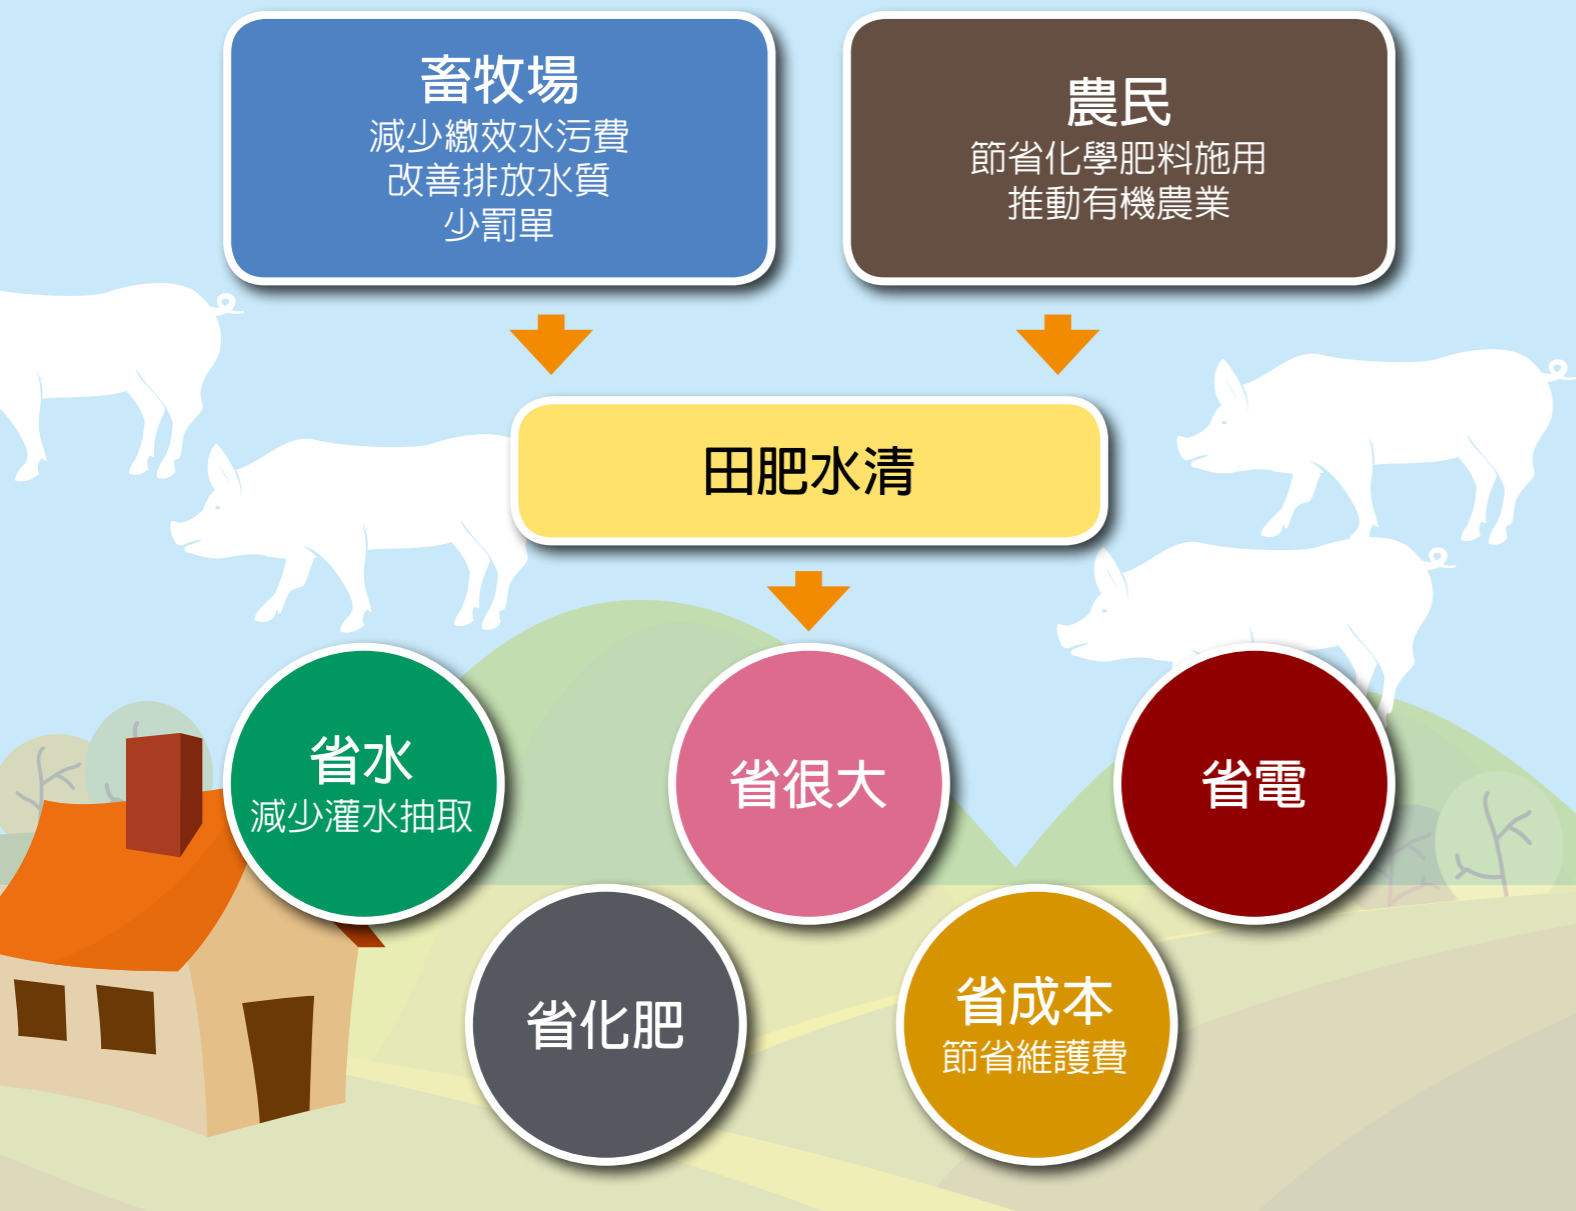 畜牧場
減少繳效水污費
改善排放水質
少罰單
農民
節省化學肥料施用
推動有機農業
田肥水清
省水
減少灌水抽取
省很大
省電
省化肥
省成本
節省維護費